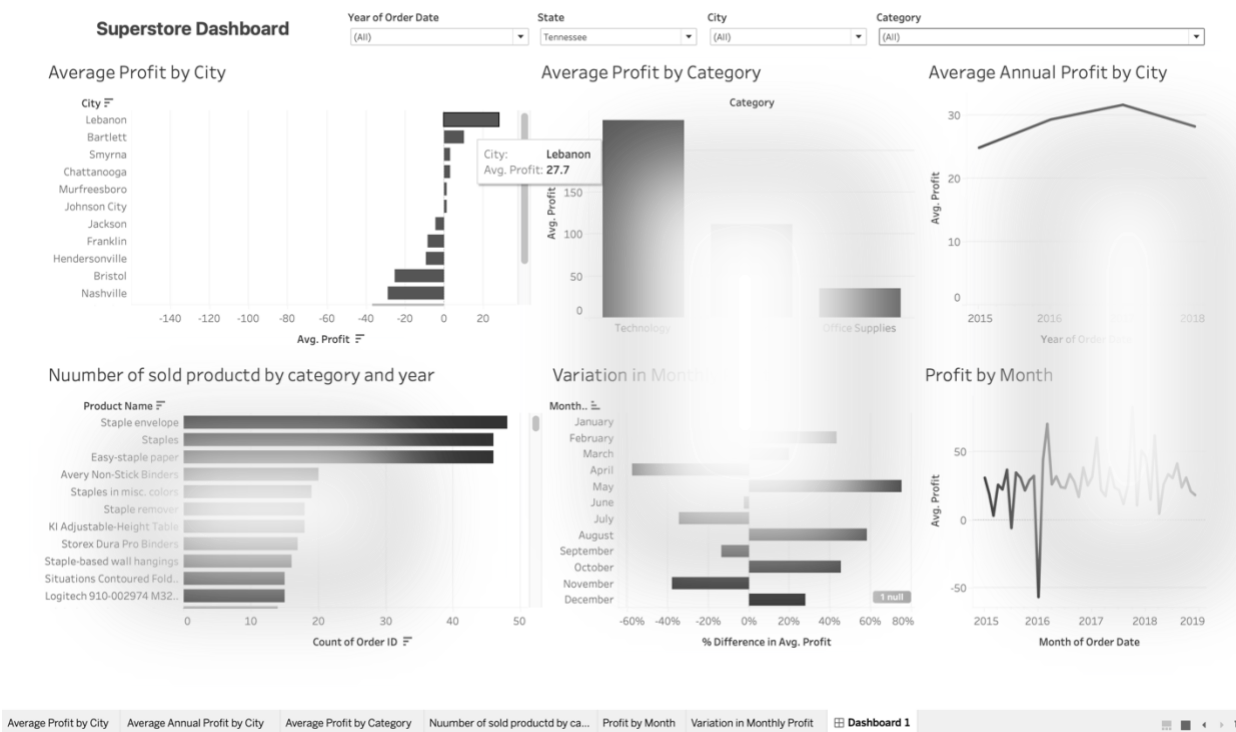 Superstore Dashboard
Year of Order Date
(All)
State
Tennessee
City
(All)
Category
(All)
Average Profit by City
City
Lebanon
Bartlett
Smyrna
Chattanooga
Murfreesboro
Johnson City
Jackson
Franklin
Hendersonville
Bristol
Nashville
-140 -120 -100 -80 -60 -40 -20 0 20
Avg. Profit
City: Lebanon
Avg. Profit: 27.7
Average Profit by Category
Category
Avg. Profit
150
100
50
0
Technology
Office Supplies
Average Annual Profit by City
Avg. Profit
30
20
10
0
2015 2016 2018
Year of Order
Nuumber of sold productd by category and year
Product Name
Staple envelope
Staples
Easy-staple paper
Avery Non-Stick Binders
Staples in misc. colors
Staple remover
KI Adjustable-Height Table
Storex Dura Pro Binders
Staple-based wall hangings
Situations Contoured Fold..
Logitech 910-002974 M32..
0 10 20 30 40 50
Count of Order ID
Variation in Month
Month..
January
February
March
April
May
June
July
August
September
October
November
December
1 null
-60% -40% -20% 0% 20% 40% 60% 80%
% Difference in Avg. Profit
Profit by Month
Avg. Profit
50
0
-50
2015 2016 2017 2018 2019
Month of Order Date
Average Profit by City
Average Annual Profit by City
Average Profit by Category
Nuumber of sold productd by ca...
Profit by Month
Variation in Monthly Profit
Dashboard 1